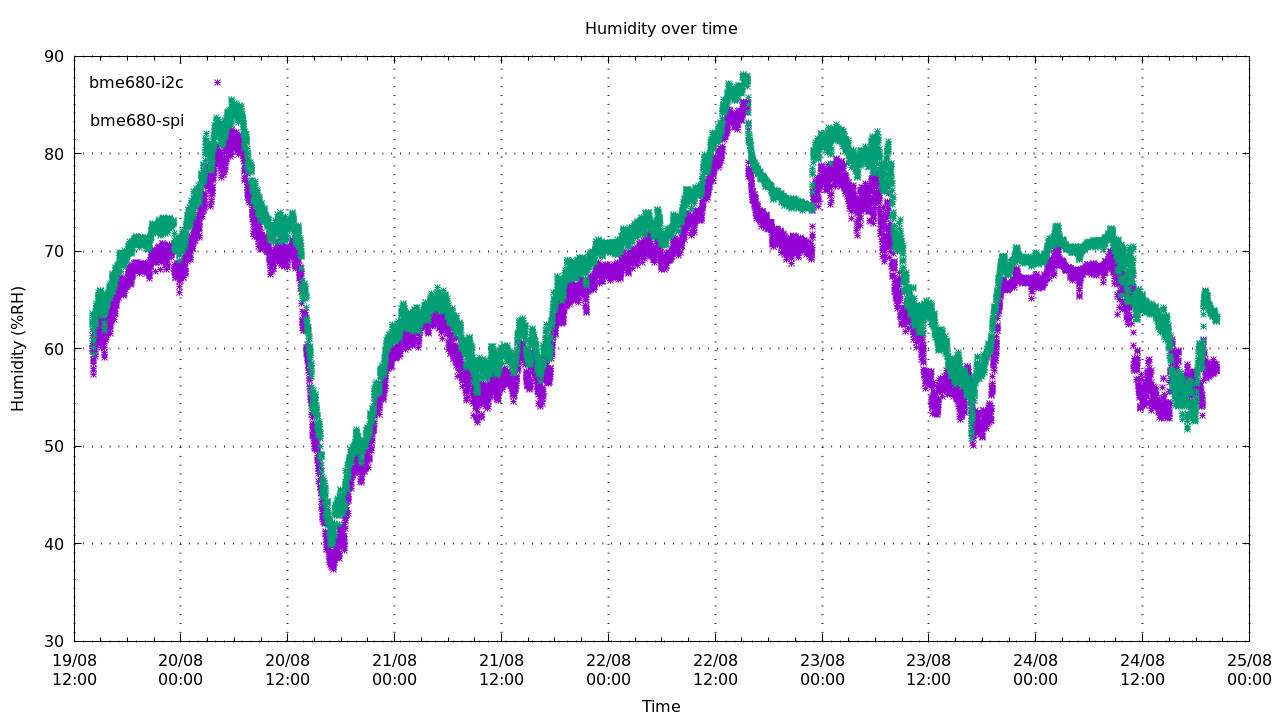 Humidity over time
90
80
70
60
50
40
30
Humidity (%RH)
bme680-i2c
bme680-spi
19/08 20/08 20/08 21/08 21/08 22/08 22/08 23/08 23/08 24/08 24/08 25/08
12:00 00:00 12:00 00:00 12:00 00:00 12:00 00:00 12:00 00:00 12:00 00:00
Time